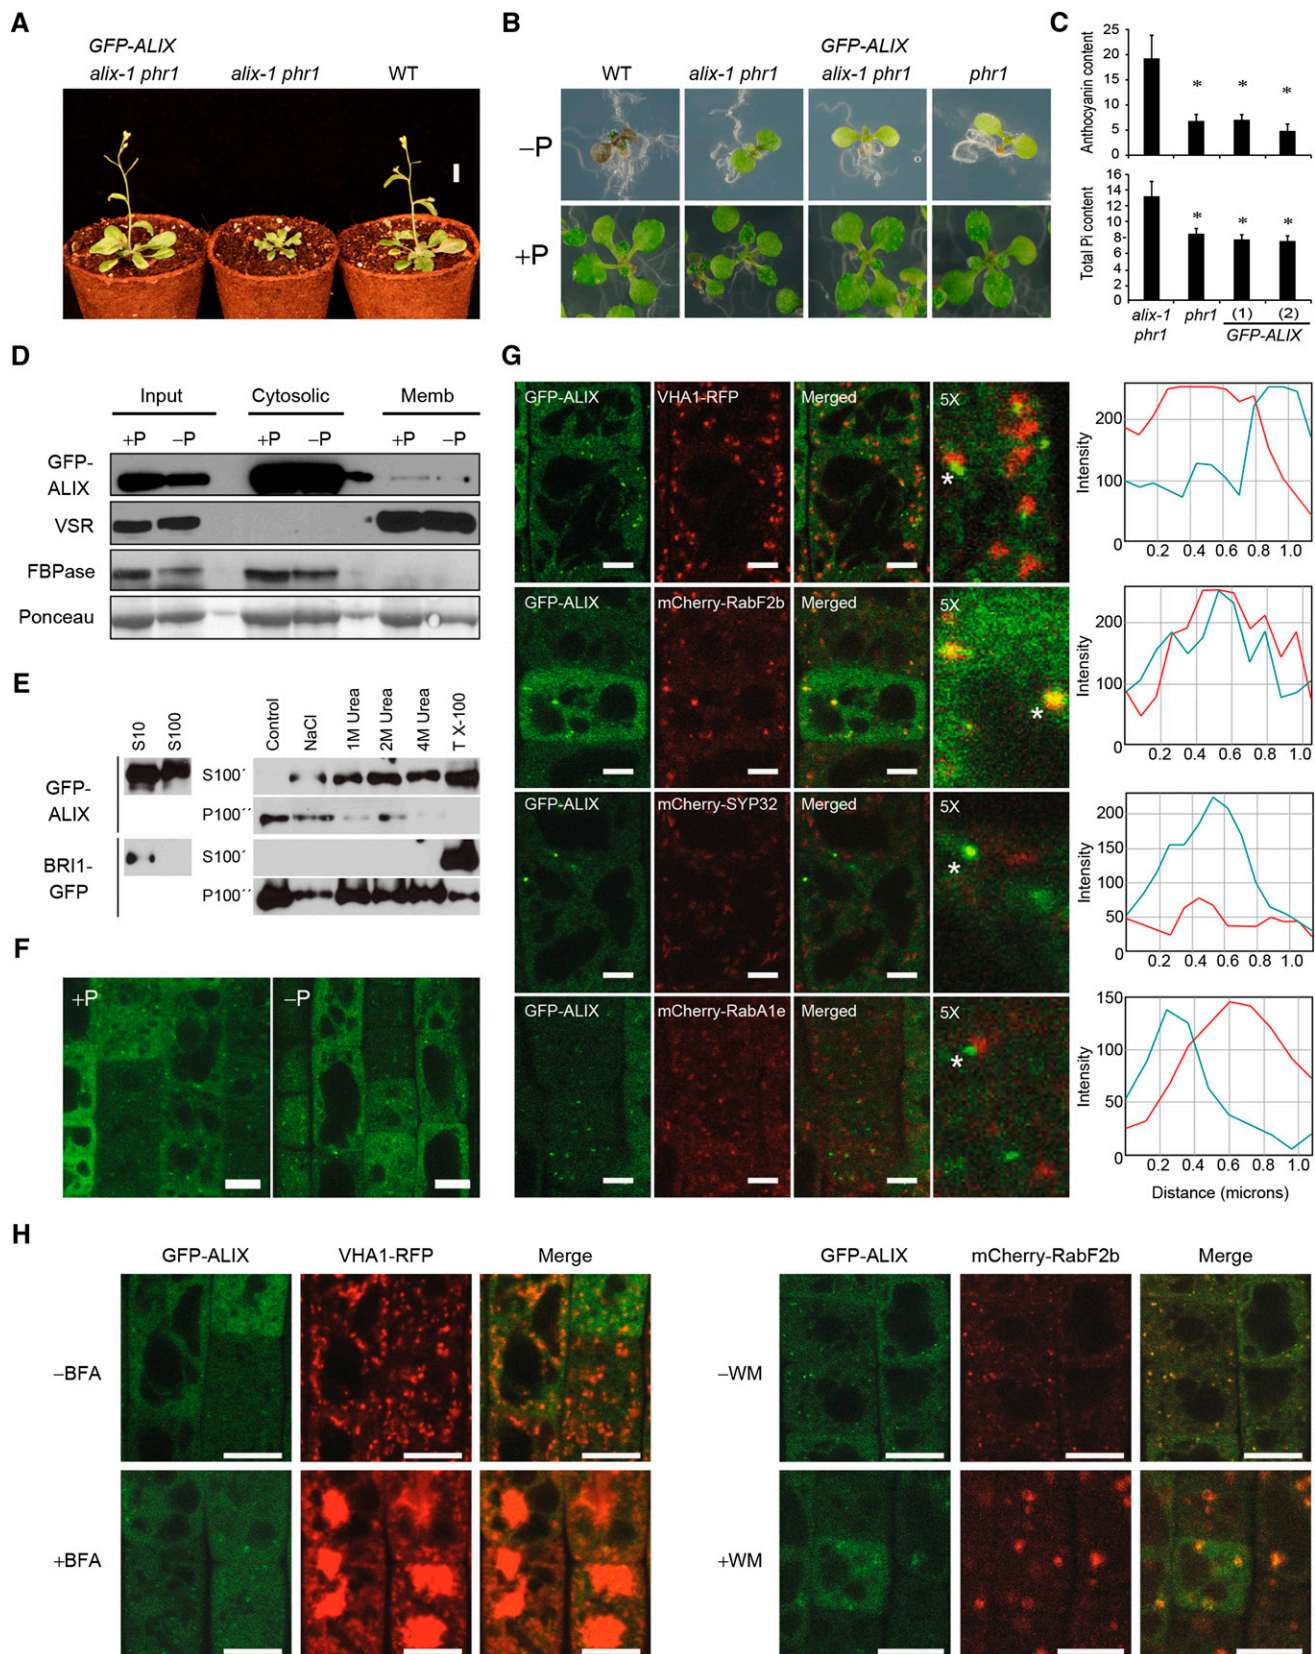 A
GFP-ALIX
alix-1 phr1 alix-1 phr1 WT
B
GFP-ALIX
WT alix-1 phr1 alix-1 phr1 phr1
–P
+P
C
Anthocyanin content
25
20
15
10
5
0
* * *
Total Pi content
16
14
12
10
8
6
4
2
0
* * *
alix-1 phr1 (1) (2)
phr1 GFP-ALIX
D
Input Cytosolic Memb
+P –P +P –P +P –P
GFP-
ALIX
VSR
FBPase
Ponceau
E
S10 S100 Control NaCl 1M Urea 2M Urea 4M Urea T X-100
GFP-
ALIX
S100´
P100´´
BRI1-
GFP
S100´
P100´´
F
+P –P
G
GFP-ALIX VHA1-RFP Merged 5X
*
Intensity
200
100
0
0.2 0.4 0.6 0.8 1.0
GFP-ALIX mCherry-RabF2b Merged 5X
*
Intensity
200
100
0
0.2 0.4 0.6 0.8 1.0
GFP-ALIX mCherry-SYP32 Merged 5X
*
Intensity
200
150
100
50
0
0.2 0.4 0.6 0.8 1.0
GFP-ALIX mCherry-RabA1e Merged 5X
*
Intensity
150
100
50
0
0.2 0.4 0.6 0.8 1.0
Distance (microns)
H
GFP-ALIX VHA1-RFP Merge
–BFA
+BFA
GFP-ALIX mCherry-RabF2b Merge
–WM
+WM